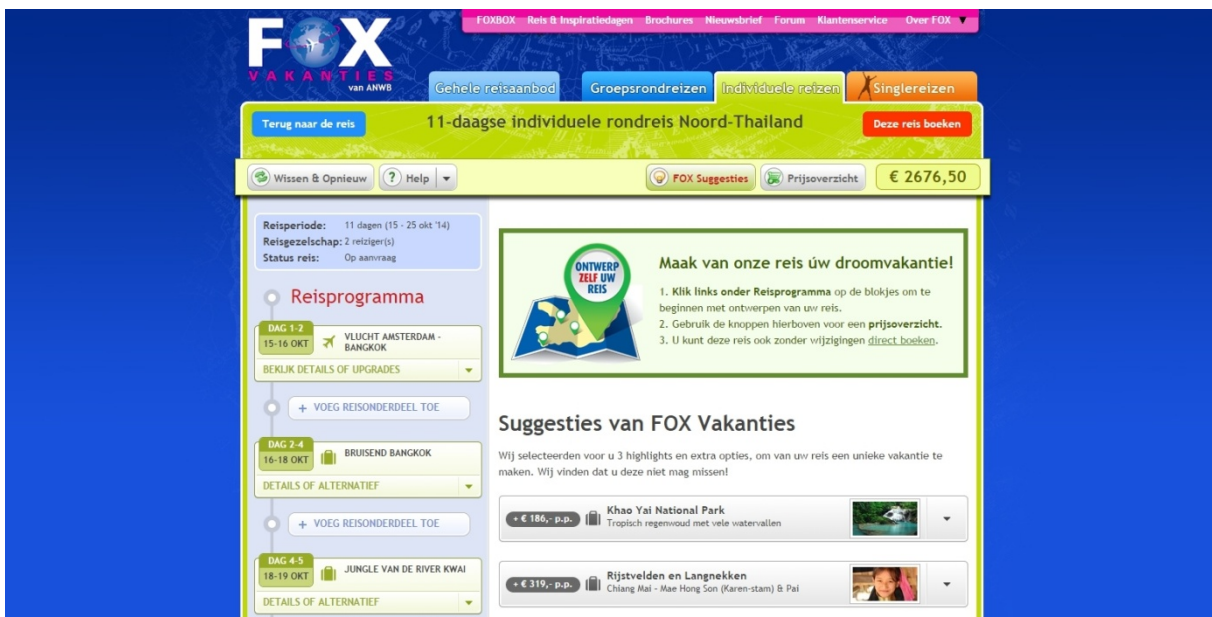 FOXBOX Reis & Inspiratiedagen Brochures Nieuwsbrief Forum Klantenservice Over FOX ▼
FOX
VAKANTIES
van ANWB
Gehele reisaanbod
Groepsrondreizen
Individuele reizen
Singlereizen
Terug naar de reis
11-daagse individuele rondreis Noord-Thailand
Deze reis boeken
Wissen & Opnieuw
? Help
FOX Suggesties
Prijsoverzicht
€ 2676,50
Reisperiode: 11 dagen (15 - 25 okt '14)
Reisgezelschap: 2 reiziger(s)
Status reis: Op aanvraag
Reisprogramma
DAG 1-2
15-16 OKT
VLUCHT AMSTERDAM -
BANGKOK
BEKIJK DETAILS OF UPGRADES
+ VOEG REISONDERDEEL TOE
DAG 2-4
16-18 OKT
BRUISEND BANGKOK
DETAILS OF ALTERNATIEF
+ VOEG REISONDERDEEL TOE
DAG 4-5
18-19 OKT
JUNGLE VAN DE RIVER KWAI
DETAILS OF ALTERNATIEF
ONTWERP
ZELF UW
REIS
Maak van onze reis úw droomvakantie!
1. Klik links onder Reisprogramma op de blokjes om te
beginnen met ontwerpen van uw reis.
2. Gebruik de knoppen hierboven voor een prijsoverzicht.
3. U kunt deze reis ook zonder wijzigingen direct boeken.
Suggesties van FOX Vakanties
Wij selecteerden voor u 3 highlights en extra opties, om van uw reis een unieke vakantie te
maken. Wij vinden dat u deze niet mag missen!
+ € 186,- p.p.
Khao Yai National Park
Tropisch regenwoud met vele watervallen
+ € 319,- p.p.
Rijstvelden en Langnekken
Chiang Mai - Mae Hong Son (Karen-stam) & Pai